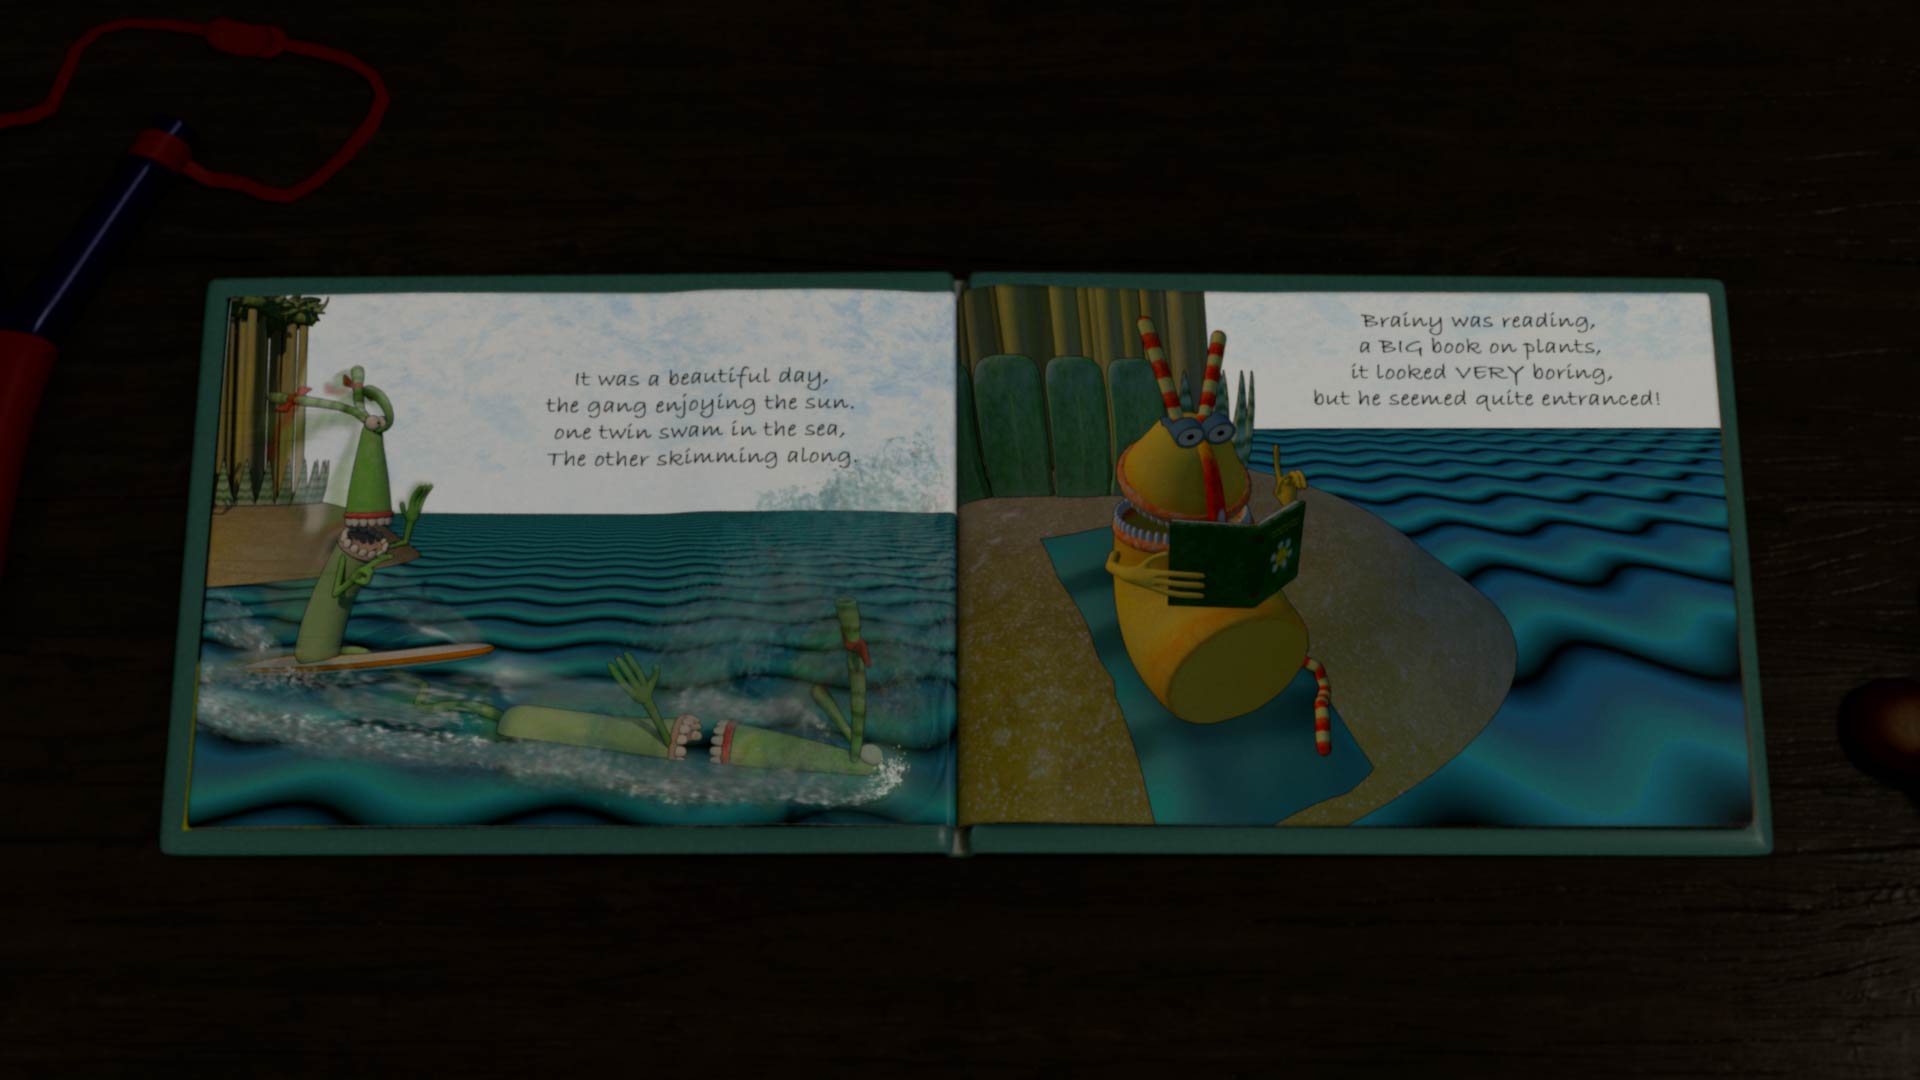 It was a beautiful day,
the gang enjoying the sun.
one twin swam in the sea,
The other skimming along.
Brainy was reading,
a BIG book on plants,
it looked VERY boring,
but he seemed quite entranced!